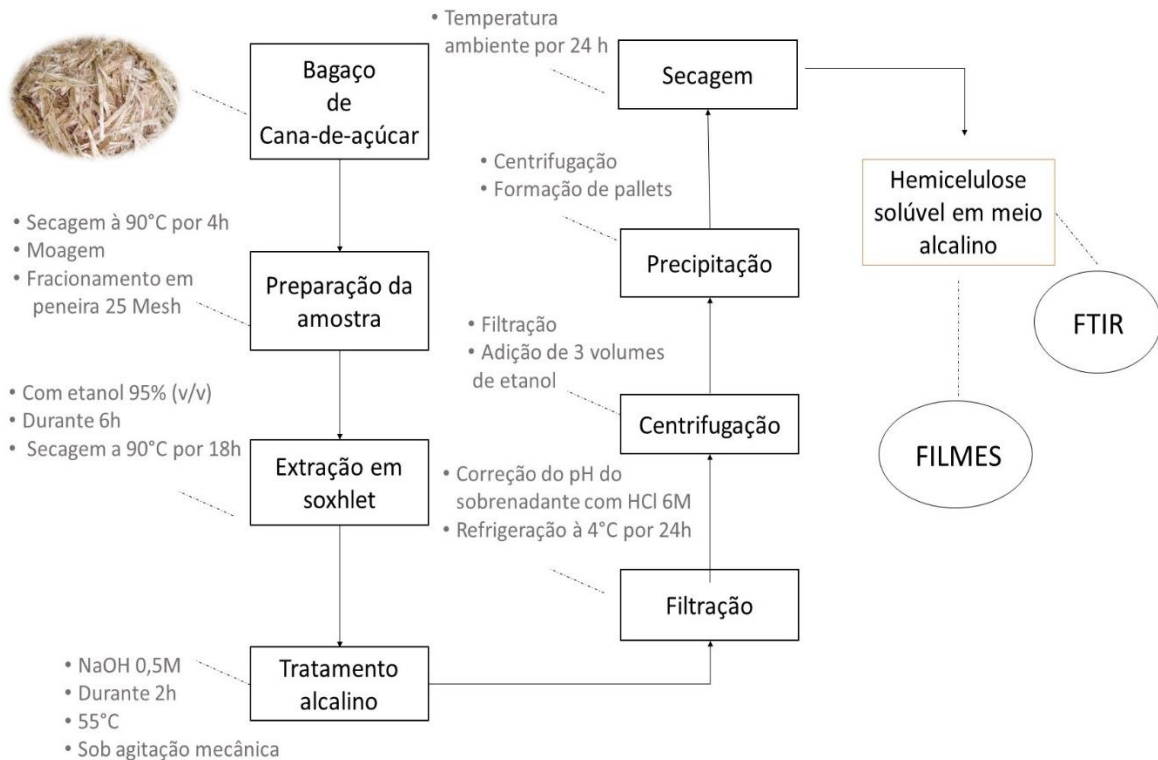 Bagaço
de
Cana-de-açúcar
• Secagem à 90°C por 4h
• Moagem
• Fracionamento em
peneira 25 Mesh
Preparação da
amostra
• Com etanol 95% (v/v)
• Durante 6h
• Secagem a 90°C por 18h
Extração em
soxhlet
• NaOH 0,5M
• Durante 2h
• 55°C
• Sob agitação mecânica
Tratamento
alcalino
• Correção do pH do
sobrenadante com HCl 6M
• Refrigeração à 4°C por 24h
Filtração
• Filtração
• Adição de 3 volumes
de etanol
Centrifugação
• Centrifugação
• Formação de pallets
Precipitação
• Temperatura
ambiente por 24 h
Secagem
Hemicelulose
solúvel em meio
alcalino
FTIR
FILMES